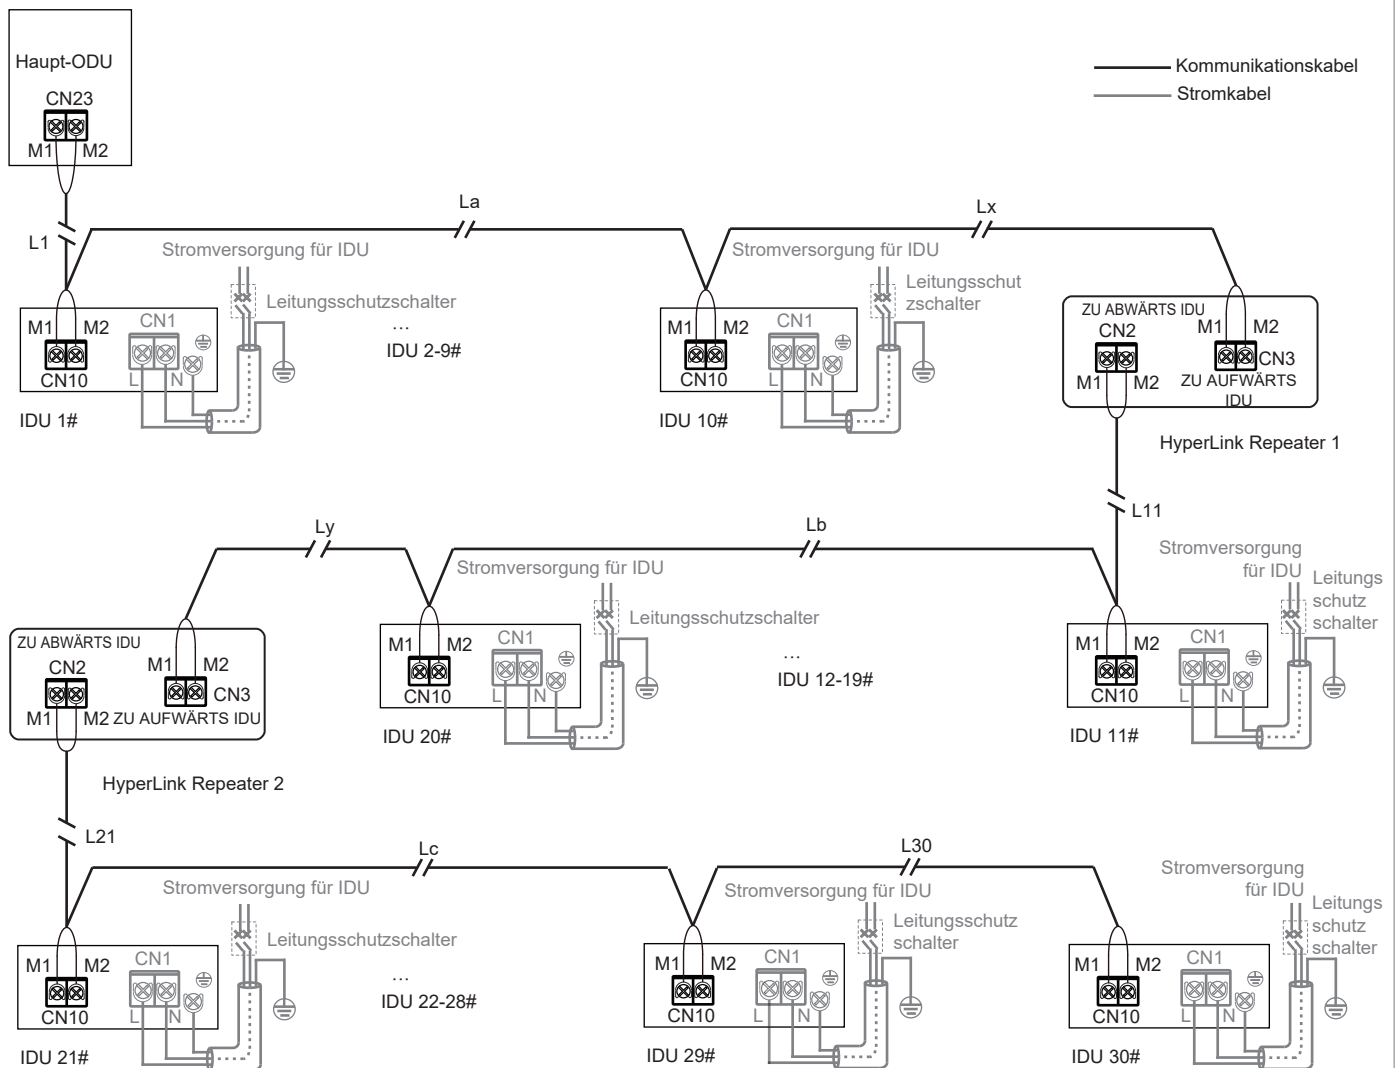 Haupt-ODU
CN23
M1 M2
Kommunikationskabel
Stromkabel
L1
La
Lx
Stromversorgung für IDU
Leitungsschutzschalter
M1 M2
CN1
CN10
L N
IDU 1#
...
IDU 2-9#
Stromversorgung für IDU
Leitungsschut
zschalter
M1 M2
CN1
CN10
L N
IDU 10#
ZU ABWÄRTS IDU
CN2
M1 M2
M1 M2
CN3
ZU AUFWÄRTS
IDU
HyperLink Repeater 1
L11
Ly
Lb
ZU ABWÄRTS IDU
CN2
M1 M2
M1 M2
CN3
ZU AUFWÄRTS IDU
HyperLink Repeater 2
Stromversorgung für IDU
Leitungsschutzschalter
M1 M2
CN1
CN10
L N
IDU 20#
...
IDU 12-19#
Stromversorgung
für IDU
Leitungs
schutz
schalter
M1 M2
CN1
CN10
L N
IDU 11#
L21
Lc
L30
Stromversorgung für IDU
Leitungsschutzschalter
M1 M2
CN1
CN10
L N
IDU 21#
...
IDU 22-28#
Stromversorgung für IDU
Leitungsschutz
schalter
M1 M2
CN1
CN10
L N
IDU 29#
Stromversorgung
für IDU
Leitungs
schutz
schalter
M1 M2
CN1
CN10
L N
IDU 30#